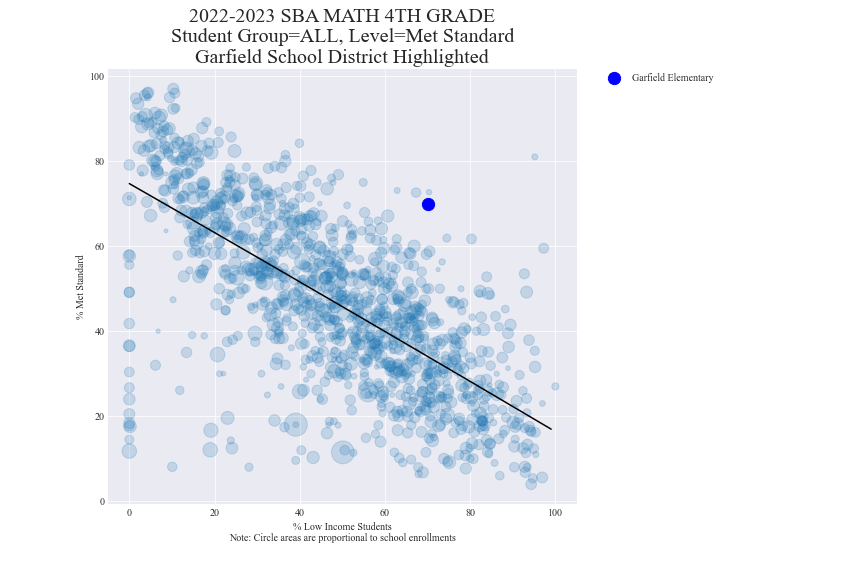 2022-2023 SBA MATH 4TH GRADE
Student Group=ALL, Level=Met Standard
Garfield School District Highlighted
Garfield Elementary
100
80
60
40
20
0
% Met Standard
0 20 40 60 80 100
% Low Income Students
Note: Circle areas are proportional to school enrollments